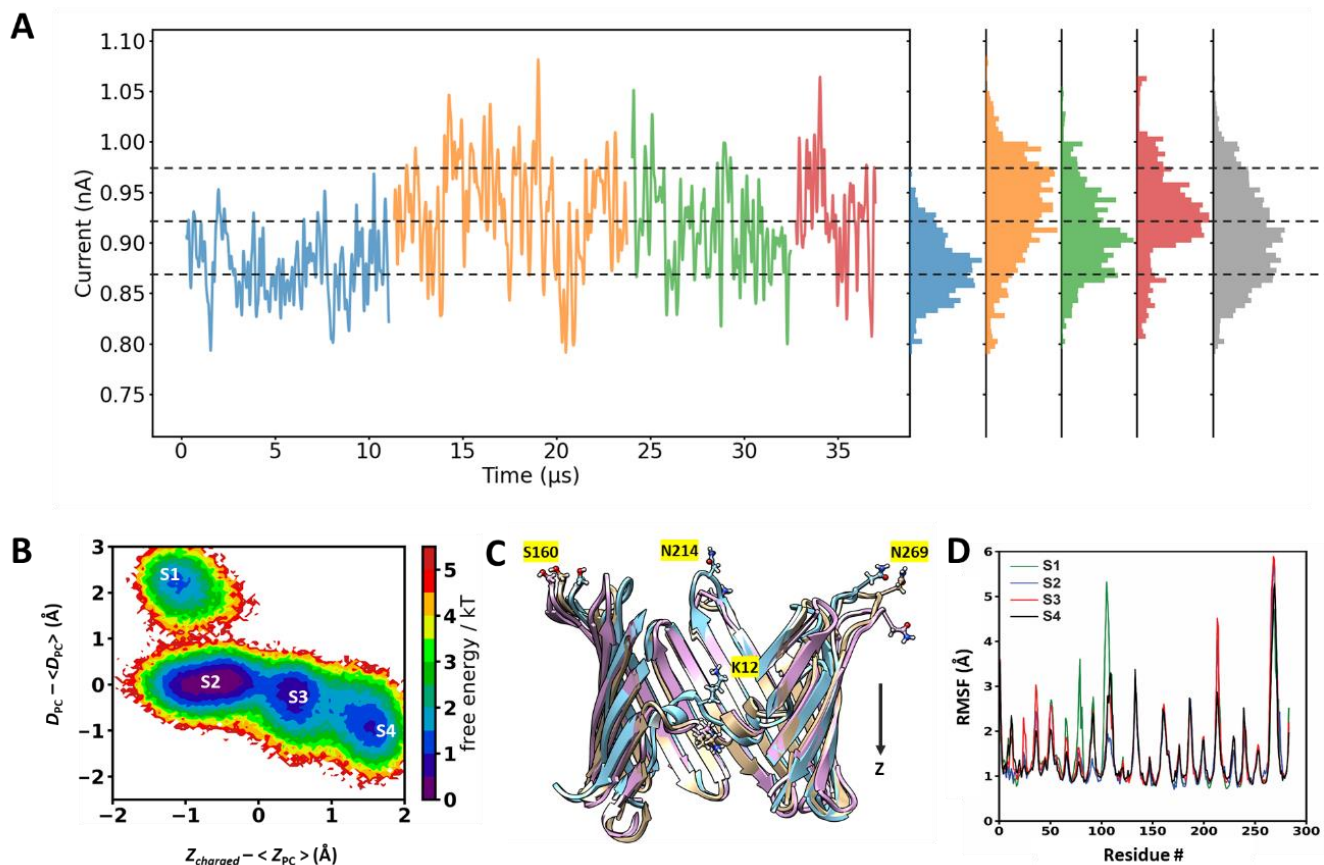 A
Current (nA)
1.10
1.05
1.00
0.95
0.90
0.85
0.80
0.75
0 5 10 15 20 25 30 35
Time (µs)
B
D_PC – <D_PC> (Å)
3
2
1
0
−1
−2
S1
S2
S3
S4
−2 −1 0 1 2
Z_charged – < Z_PC > (Å)
5
4
3
2
1
0
free energy / kT
C
S160
N214
N269
K12
Z
D
RMSF (Å)
6
5
4
3
2
1
0
S1
S2
S3
S4
0 50 100 150 200 250 300
Residue #